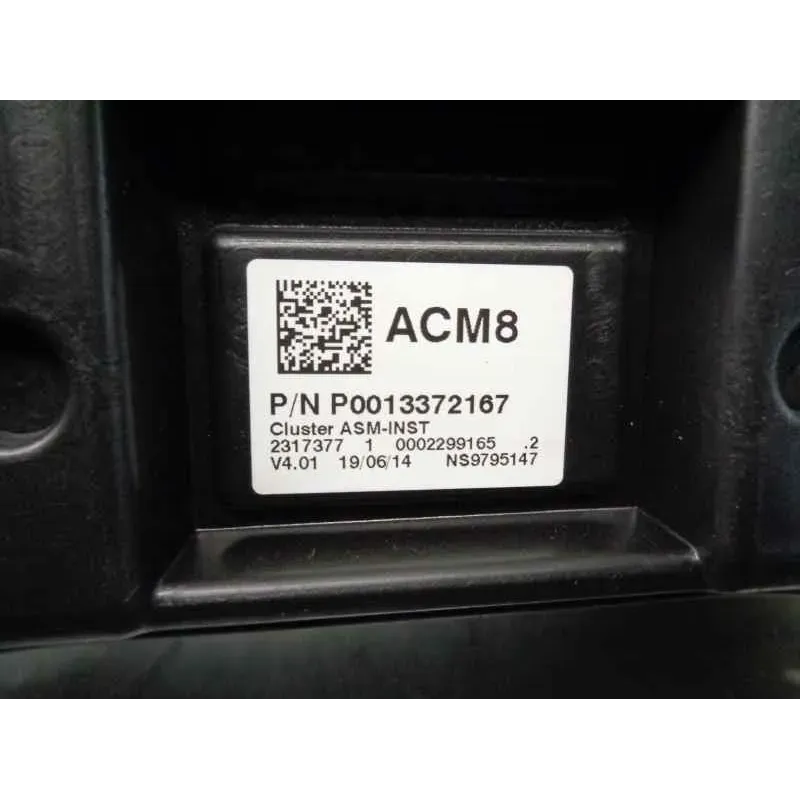 ACM8
P/N P0013372167
Cluster ASM-INST
2317377 1 0002299165 .2
V4.01 19/06/14 NS9795147